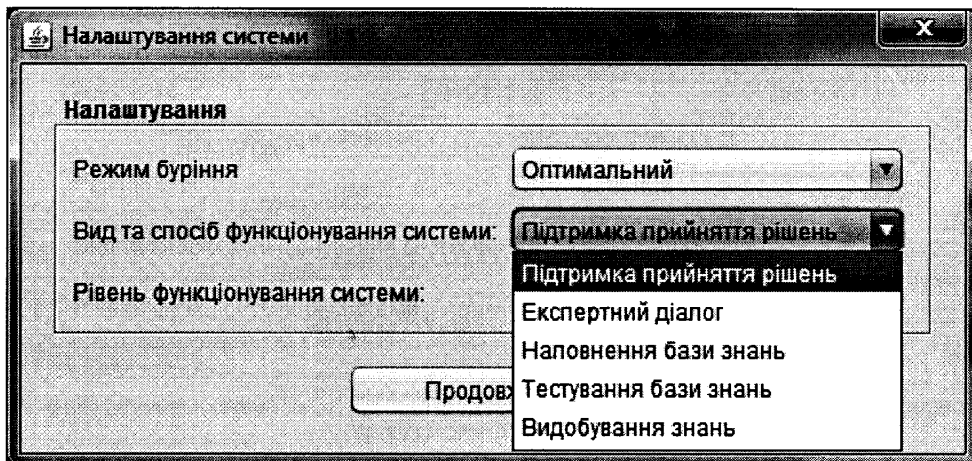 Налаштування системи
Налаштування
Режим буріння
Оптимальний
Вид та спосіб функціонування системи:
Підтримка прийняття рішень
Підтримка прийняття рішень
Рівень функціонування системи:
Експертний діалог
Наповнення бази знань
Продовж
Тестування бази знань
Видобування знань